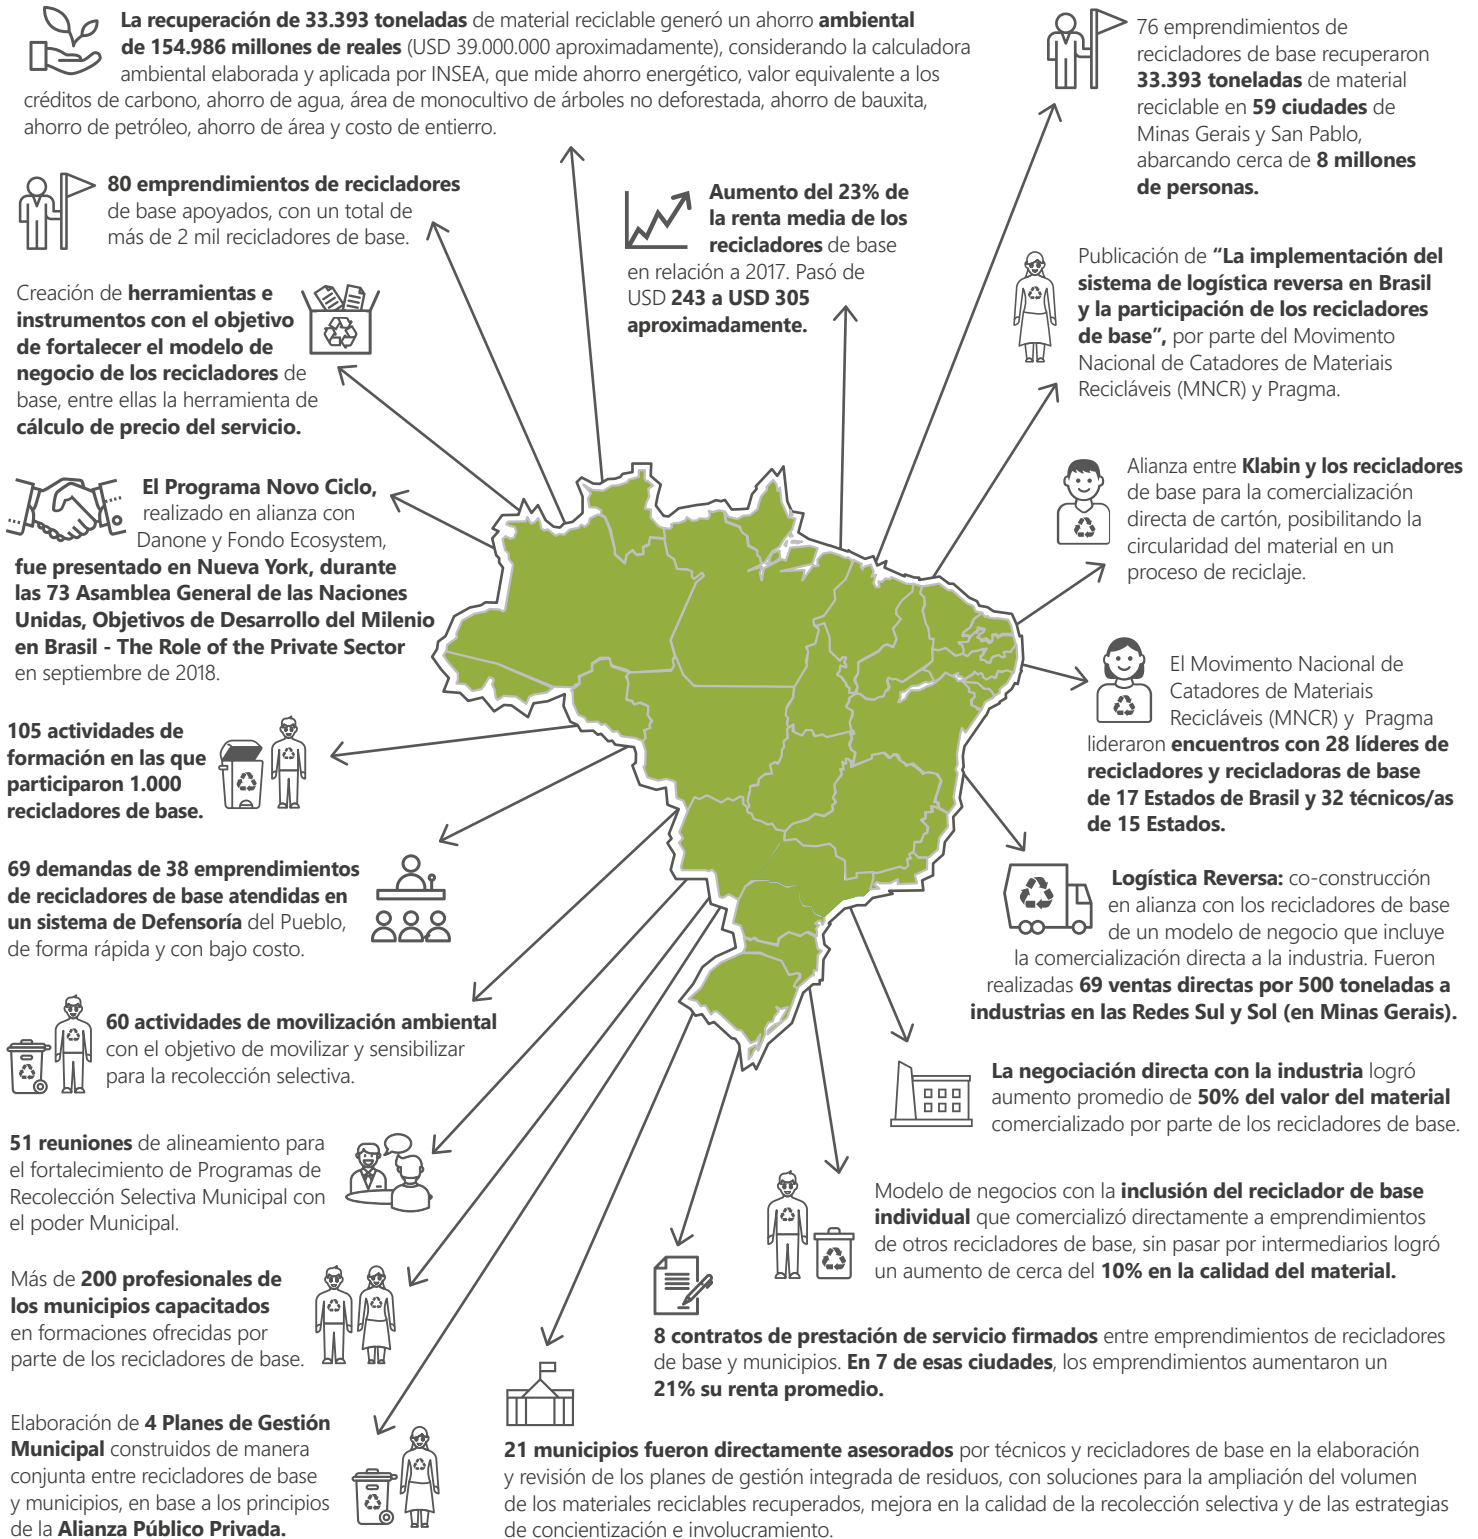 La recuperación de 33.393 toneladas de material reciclable generó un ahorro ambiental
de 154.986 millones de reales (USD 39.000.000 aproximadamente), considerando la calculadora
ambiental elaborada y aplicada por INSEA, que mide ahorro energético, valor equivalente a los
créditos de carbono, ahorro de agua, área de monocultivo de árboles no deforestada, ahorro de bauxita,
ahorro de petróleo, ahorro de área y costo de entierro.
76 emprendimientos de
recicladores de base recuperaron
33.393 toneladas de material
reciclable en 59 ciudades de
Minas Gerais y San Pablo,
abarcando cerca de 8 millones
de personas.
80 emprendimientos de recicladores
de base apoyados, con un total de
más de 2 mil recicladores de base.
Aumento del 23% de
la renta media de los
recicladores de base
en relación a 2017. Pasó de
USD 243 a USD 305
aproximadamente.
Publicación de “La implementación del
sistema de logística reversa en Brasil
y la participación de los recicladores
de base”, por parte del Movimento
Nacional de Catadores de Materiais
Recicláveis (MNCR) y Pragma.
Creación de herramientas e
instrumentos con el objetivo
de fortalecer el modelo de
negocio de los recicladores de
base, entre ellas la herramienta de
cálculo de precio del servicio.
Alianza entre Klabin y los recicladores
de base para la comercialización
directa de cartón, posibilitando la
circularidad del material en un
proceso de reciclaje.
El Programa Novo Ciclo,
realizado en alianza con
Danone y Fondo Ecosystem,
fue presentado en Nueva York, durante
las 73 Asamblea General de las Naciones
Unidas, Objetivos de Desarrollo del Milenio
en Brasil - The Role of the Private Sector
en septiembre de 2018.
El Movimento Nacional de
Catadores de Materiais
Recicláveis (MNCR) y Pragma
lideraron encuentros con 28 líderes de
recicladores y recicladoras de base
de 17 Estados de Brasil y 32 técnicos/as
de 15 Estados.
105 actividades de
formación en las que
participaron 1.000
recicladores de base.
69 demandas de 38 emprendimientos
de recicladores de base atendidas en
un sistema de Defensoría del Pueblo,
de forma rápida y con bajo costo.
Logística Reversa: co-construcción
en alianza con los recicladores de base
de un modelo de negocio que incluye
la comercialización directa a la industria. Fueron
realizadas 69 ventas directas por 500 toneladas a
industrias en las Redes Sul y Sol (en Minas Gerais).
60 actividades de movilización ambiental
con el objetivo de movilizar y sensibilizar
para la recolección selectiva.
La negociación directa con la industria logró
aumento promedio de 50% del valor del material
comercializado por parte de los recicladores de base.
51 reuniones de alineamiento para
el fortalecimiento de Programas de
Recolección Selectiva Municipal con
el poder Municipal.
Modelo de negocios con la inclusión del reciclador de base
individual que comercializó directamente a emprendimientos
de otros recicladores de base, sin pasar por intermediarios logró
un aumento de cerca del 10% en la calidad del material.
Más de 200 profesionales de
los municipios capacitados
en formaciones ofrecidas por
parte de los recicladores de base.
8 contratos de prestación de servicio firmados entre emprendimientos de recicladores
de base y municipios. En 7 de esas ciudades, los emprendimientos aumentaron un
21% su renta promedio.
Elaboración de 4 Planes de Gestión
Municipal construidos de manera
conjunta entre recicladores de base
y municipios, en base a los principios
de la Alianza Público Privada.
21 municipios fueron directamente asesorados por técnicos y recicladores de base en la elaboración
y revisión de los planes de gestión integrada de residuos, con soluciones para la ampliación del volumen
de los materiales reciclables recuperados, mejora en la calidad de la recolección selectiva y de las estrategias
de concientización e involucramiento.